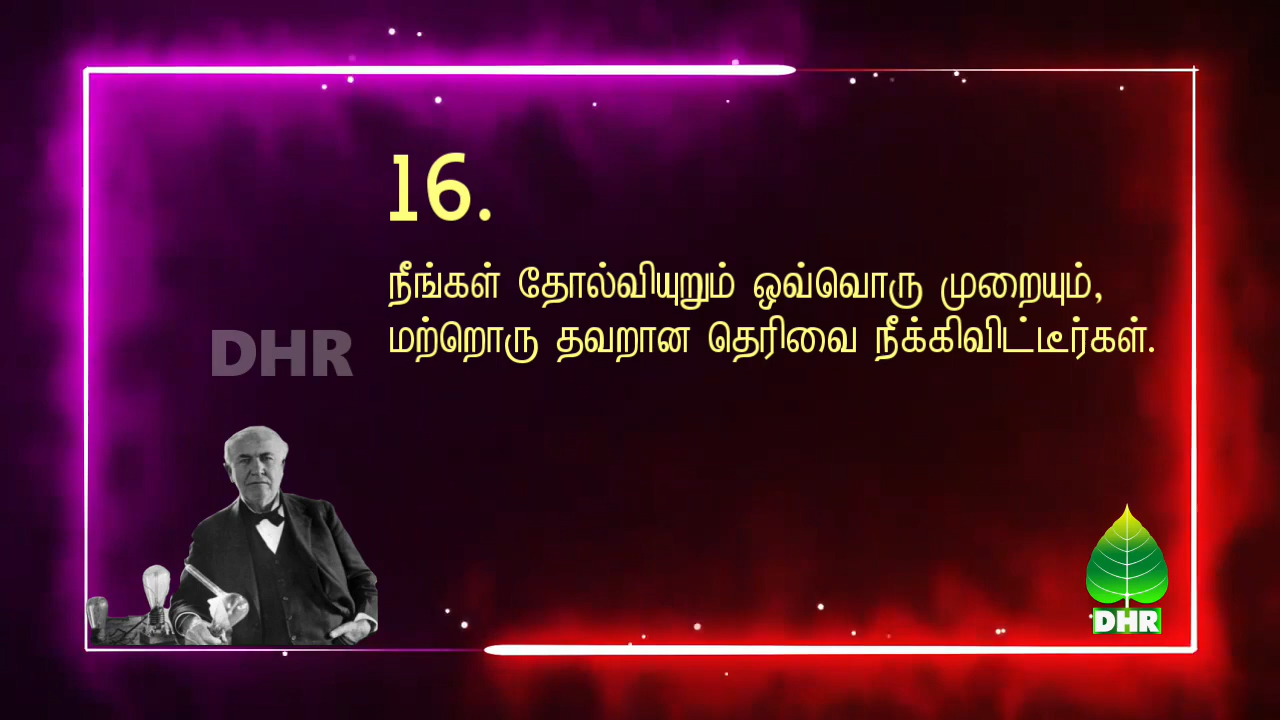 16.
நீங்கள் தோல்வியுறும் ஒவ்வொரு முறையும்,
மற்றொரு தவறான தெரிவை நீக்கிவிட்டீர்கள்.
DHR
DHR